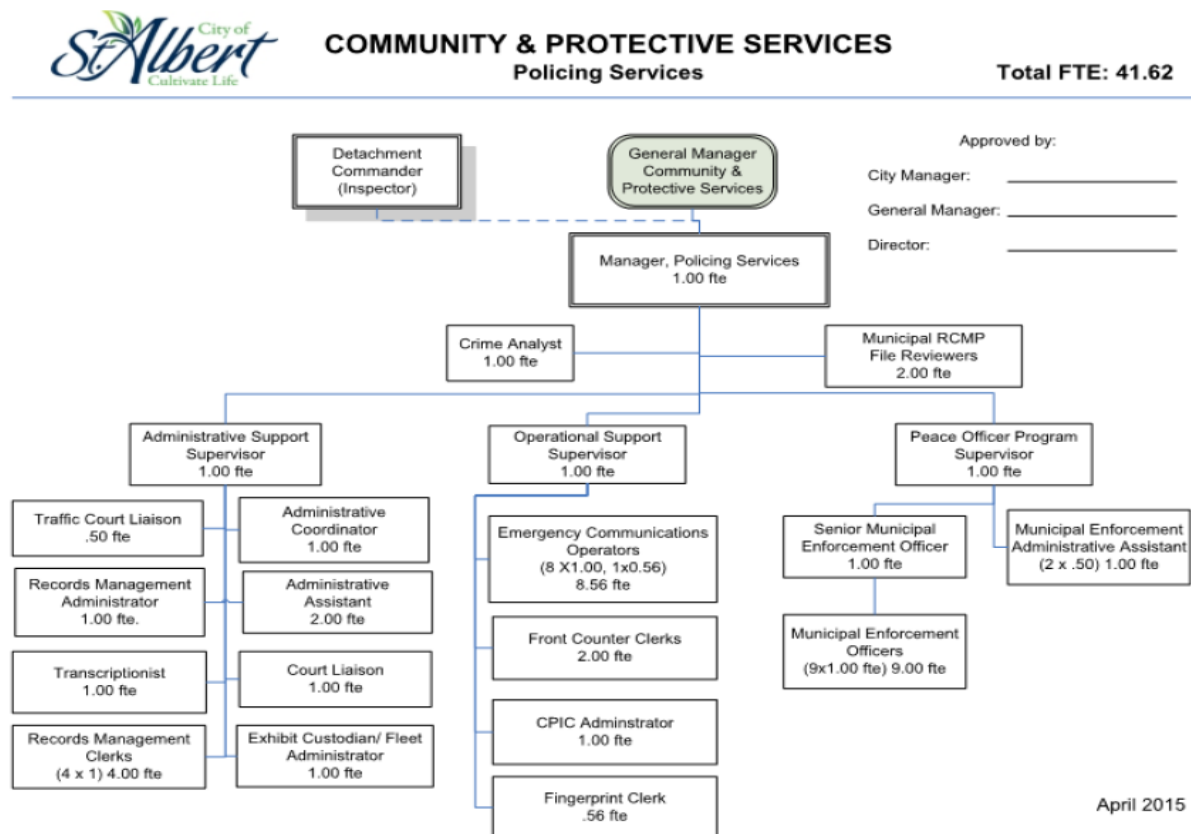 City of
St. Albert
Cultivate Life
COMMUNITY & PROTECTIVE SERVICES
Policing Services
Total FTE: 41.62
Detachment
Commander
(Inspector)
General Manager
Community &
Protective Services
Approved by:
City Manager:
General Manager:
Director:
Manager, Policing Services
1.00 fte
Crime Analyst
1.00 fte
Municipal RCMP
File Reviewers
2.00 fte
Administrative Support
Supervisor
1.00 fte
Operational Support
Supervisor
1.00 fte
Peace Officer Program
Supervisor
1.00 fte
Traffic Court Liaison
.50 fte
Administrative
Coordinator
1.00 fte
Records Management
Administrator
1.00 fte.
Administrative
Assistant
2.00 fte
Transcriptionist
1.00 fte
Court Liaison
1.00 fte
Records Management
Clerks
(4 x 1) 4.00 fte
Exhibit Custodian/ Fleet
Administrator
1.00 fte
Emergency Communications
Operators
(8 X1.00, 1x0.56)
8.56 fte
Front Counter Clerks
2.00 fte
CPIC Adminstrator
1.00 fte
Fingerprint Clerk
.56 fte
Senior Municipal
Enforcement Officer
1.00 fte
Municipal Enforcement
Administrative Assistant
(2 x .50) 1.00 fte
Municipal Enforcement
Officers
(9x1.00 fte) 9.00 fte
April 2015